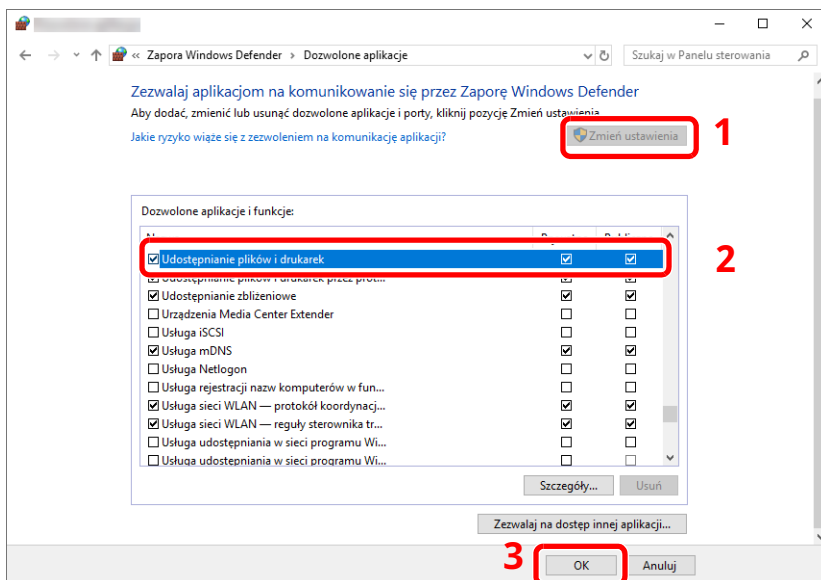 « Zapora Windows Defender › Dozwolone aplikacje
Szukaj w Panelu sterowania
Zezwalaj aplikacjom na komunikowanie się przez Zaporę Windows Defender
Aby dodać, zmienić lub usunąć dozwolone aplikacje i porty, kliknij pozycję Zmień ustawienia.
Jakie ryzyko wiąże się z zezwoleniem na komunikację aplikacji?
Zmień ustawienia
1
Dozwolone aplikacje i funkcje:
Udostępnianie plików i drukarek
2
Udostępnianie plików i drukarek przez prot...
Udostępnianie zbliżeniowe
Urządzenia Media Center Extender
Usługa iSCSI
Usługa mDNS
Usługa Netlogon
Usługa rejestracji nazw komputerów w fun...
Usługa sieci WLAN — protokół koordynacj...
Usługa sieci WLAN — reguły sterownika tr...
Usługa udostępniania w sieci programu Wi...
Usługa udostępniania w sieci programu Wi...
Szczegóły...
Usuń
Zezwalaj na dostęp innej aplikacji...
3
OK
Anuluj